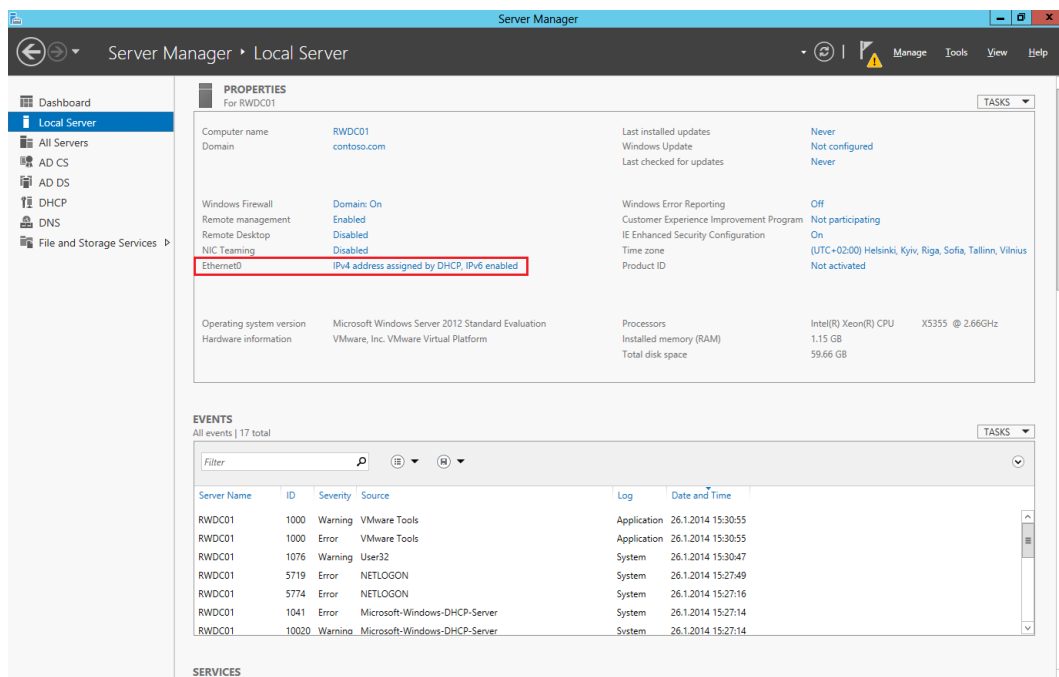 Server Manager
Server Manager • Local Server
Manage Tools View Help
Dashboard
Local Server
All Servers
AD CS
AD DS
DHCP
DNS
File and Storage Services
PROPERTIES
For RWDC01
TASKS
Computer name RWDC01 Last installed updates Never
Domain contoso.com Windows Update Not configured
Last checked for updates Never
Windows Firewall Domain: On Windows Error Reporting Off
Remote management Enabled Customer Experience Improvement Program Not participating
Remote Desktop Disabled IE Enhanced Security Configuration On
NIC Teaming Disabled Time zone (UTC+02:00) Helsinki, Kyiv, Riga, Sofia, Tallinn, Vilnius
Ethernet0 IPv4 address assigned by DHCP, IPv6 enabled Product ID Not activated
Operating system version Microsoft Windows Server 2012 Standard Evaluation Processors Intel(R) Xeon(R) CPU X5355 @ 2.66GHz
Hardware information VMware, Inc. VMware Virtual Platform Installed memory (RAM) 1.15 GB
Total disk space 59.66 GB
EVENTS
All events | 17 total
TASKS
Filter
Server Name ID Severity Source Log Date and Time
RWDC01 1000 Warning VMware Tools Application 26.1.2014 15:30:55
RWDC01 1000 Error VMware Tools Application 26.1.2014 15:30:55
RWDC01 1076 Warning User32 System 26.1.2014 15:30:47
RWDC01 5719 Error NETLOGON System 26.1.2014 15:27:49
RWDC01 5774 Error NETLOGON System 26.1.2014 15:27:16
RWDC01 1041 Error Microsoft-Windows-DHCP-Server System 26.1.2014 15:27:14
RWDC01 10020 Warning Microsoft-Windows-DHCP-Server System 26.1.2014 15:27:14
SERVICES